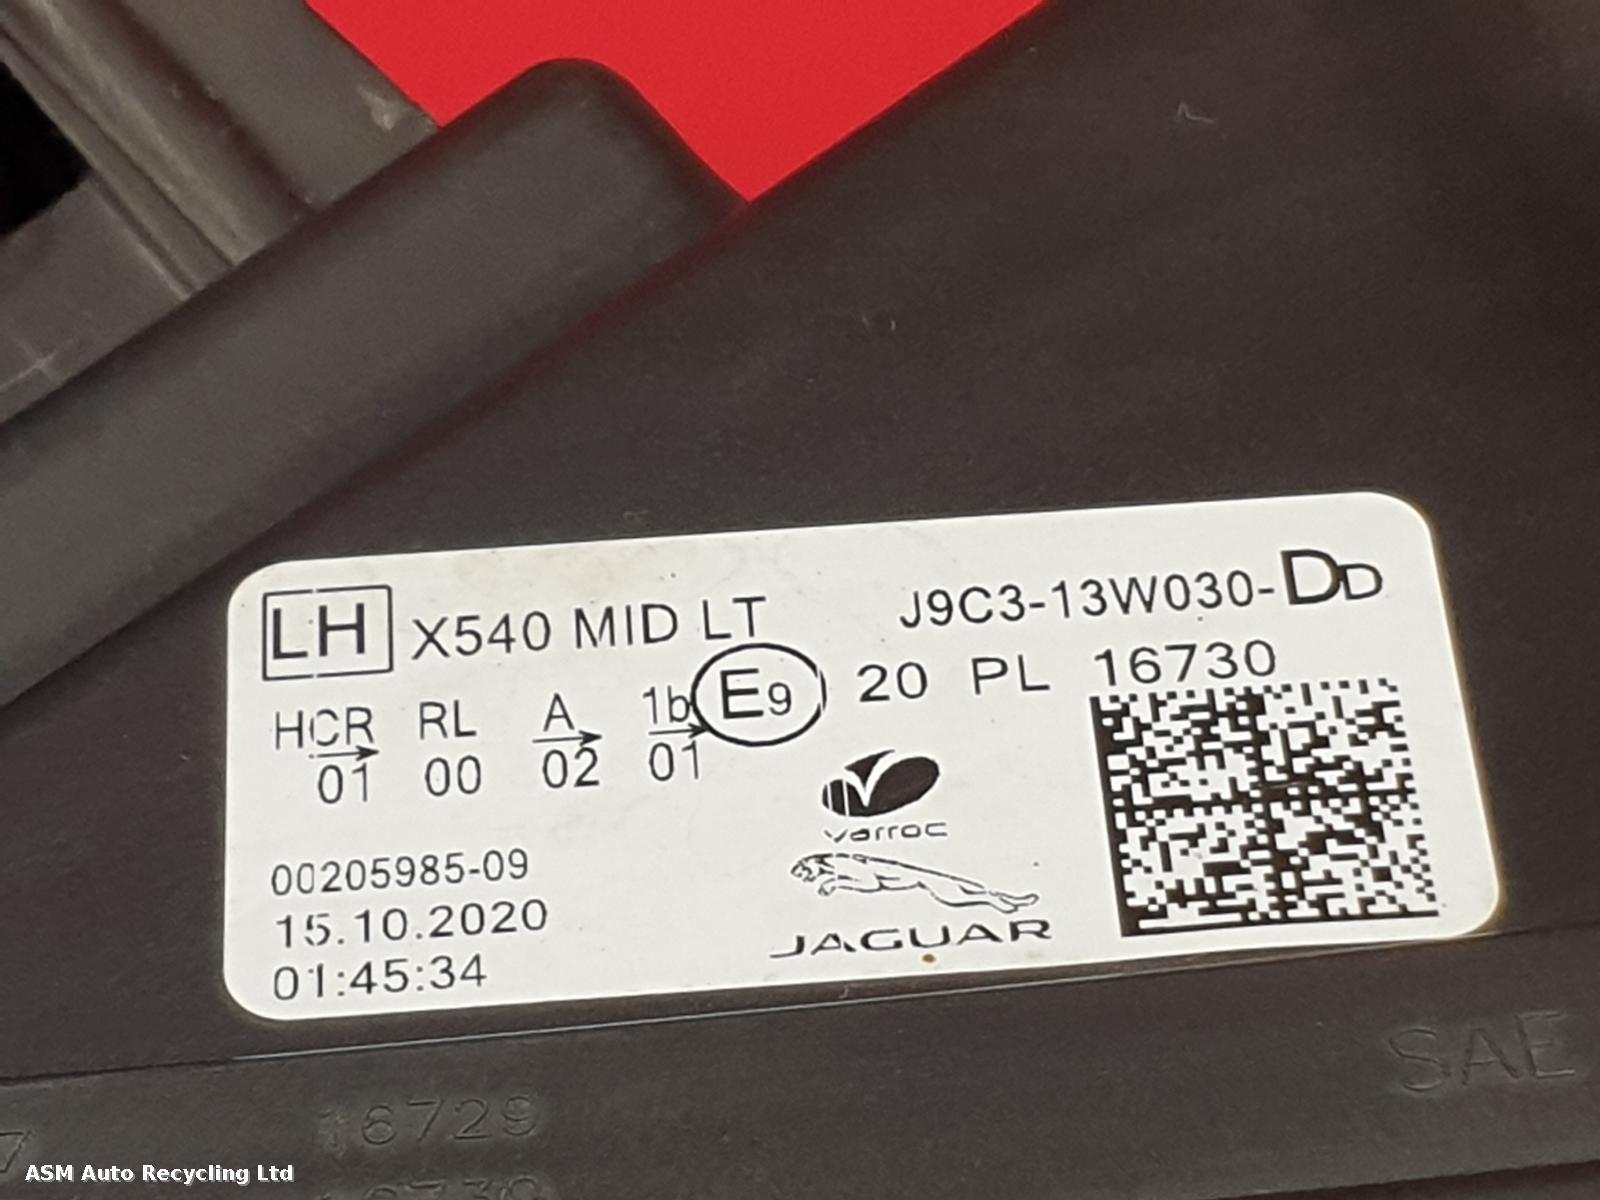 LH X540 MID LT J9C3-13W030-DD
HCR RL A 1b E9 20 PL 16730
01 00 02 01
varroc
00205985-09
15.10.2020
JAGUAR
01:45:34
SAE
16729
ASM Auto Recycling Ltd